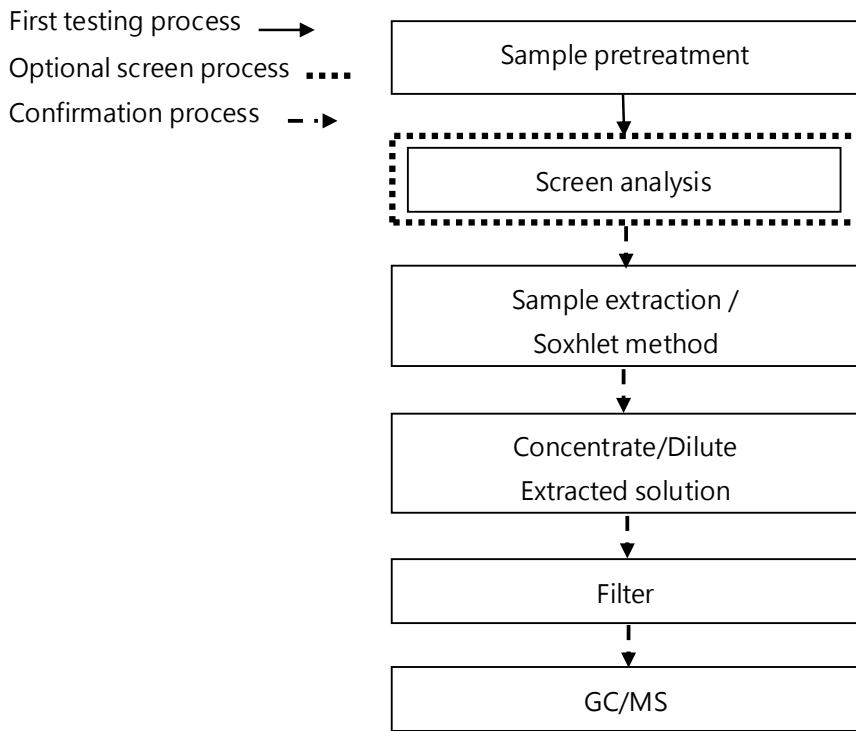 First testing process
Optional screen process
Confirmation process
Sample pretreatment
Screen analysis
Sample extraction /
Soxhlet method
Concentrate/Dilute
Extracted solution
Filter
GC/MS